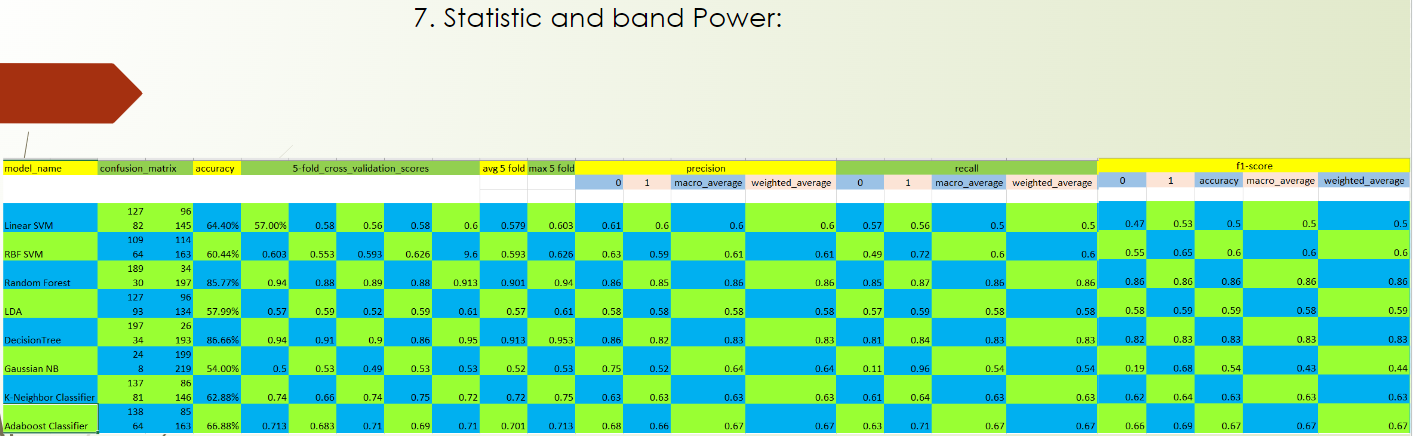 7. Statistic and band Power:
model_name confusion_matrix accuracy 5-fold_cross_validation_scores avg 5 fold max 5 fold precision recall f1-score
0 1 macro_average weighted_average 0 1 macro_average weighted_average 0 1 accuracy macro_average weighted_average
127 96
Linear SVM 82 145 64.40% 57.00% 0.58 0.56 0.58 0.6 0.579 0.603 0.61 0.6 0.6 0.6 0.57 0.56 0.5 0.5 0.47 0.53 0.5 0.5 0.5
109 114
RBF SVM 64 163 60.44% 0.603 0.553 0.593 0.626 9.6 0.593 0.626 0.63 0.59 0.61 0.61 0.49 0.72 0.6 0.6 0.55 0.65 0.6 0.6 0.6
189 34
Random Forest 30 197 85.77% 0.94 0.88 0.89 0.88 0.913 0.901 0.94 0.86 0.85 0.86 0.86 0.85 0.87 0.86 0.86 0.86 0.86 0.86 0.86 0.86
127 96
LDA 93 134 57.99% 0.57 0.59 0.52 0.59 0.61 0.57 0.61 0.58 0.58 0.58 0.58 0.57 0.59 0.58 0.58 0.58 0.59 0.59 0.58 0.59
197 26
DecisionTree 34 193 86.66% 0.94 0.91 0.9 0.86 0.95 0.913 0.953 0.86 0.82 0.83 0.83 0.81 0.84 0.83 0.83 0.82 0.83 0.83 0.83 0.83
24 199
Gaussian NB 8 219 54.00% 0.5 0.53 0.49 0.53 0.53 0.52 0.53 0.75 0.52 0.64 0.64 0.11 0.96 0.54 0.54 0.19 0.68 0.54 0.43 0.44
137 86
K-Neighbor Classifier 81 146 62.88% 0.74 0.66 0.74 0.75 0.72 0.72 0.75 0.63 0.63 0.63 0.63 0.61 0.64 0.63 0.63 0.62 0.64 0.63 0.63 0.63
138 85
Adaboost Classifier 64 163 66.88% 0.713 0.683 0.71 0.69 0.71 0.701 0.713 0.68 0.66 0.67 0.67 0.63 0.71 0.67 0.67 0.66 0.69 0.67 0.67 0.67